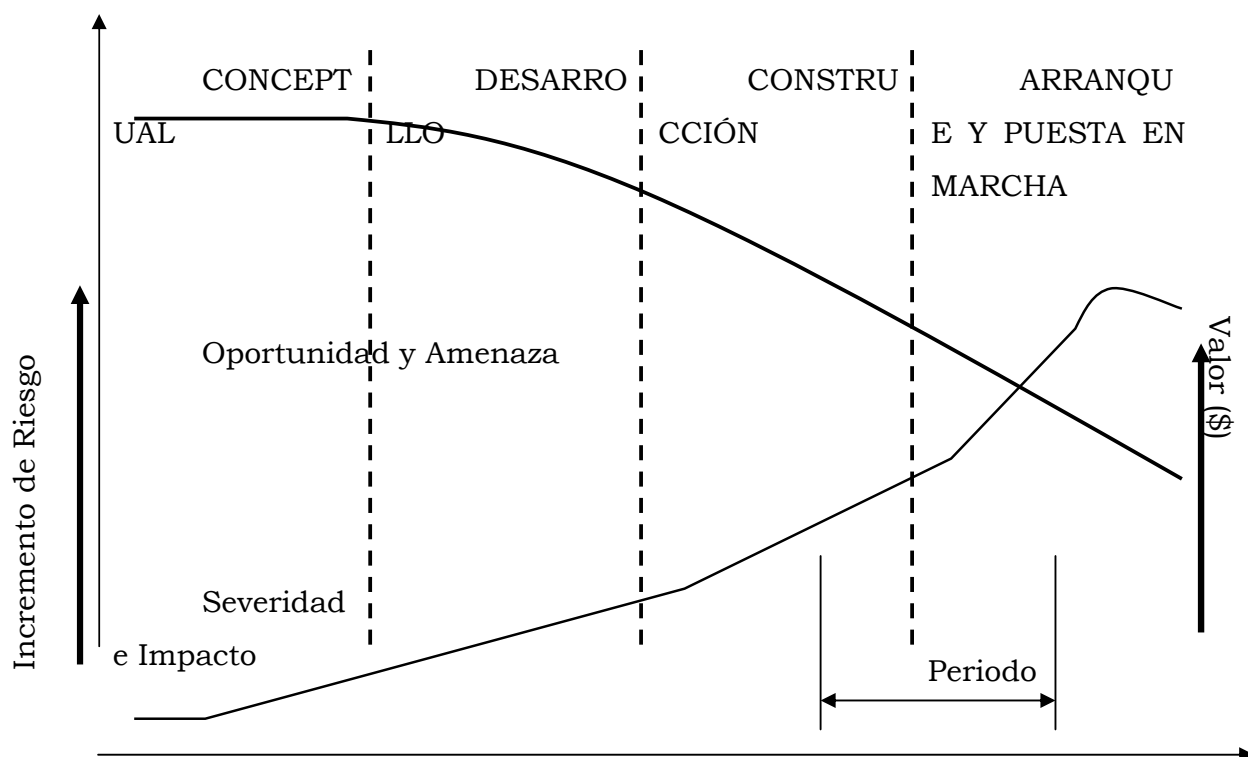 CONCEPT
UAL
DESARRO
LLO
CONSTRU
CCIÓN
ARRANQU
E Y PUESTA EN
MARCHA
Oportunidad y Amenaza
Severidad
e Impacto
Periodo
Incremento de Riesgo
Valor ($)